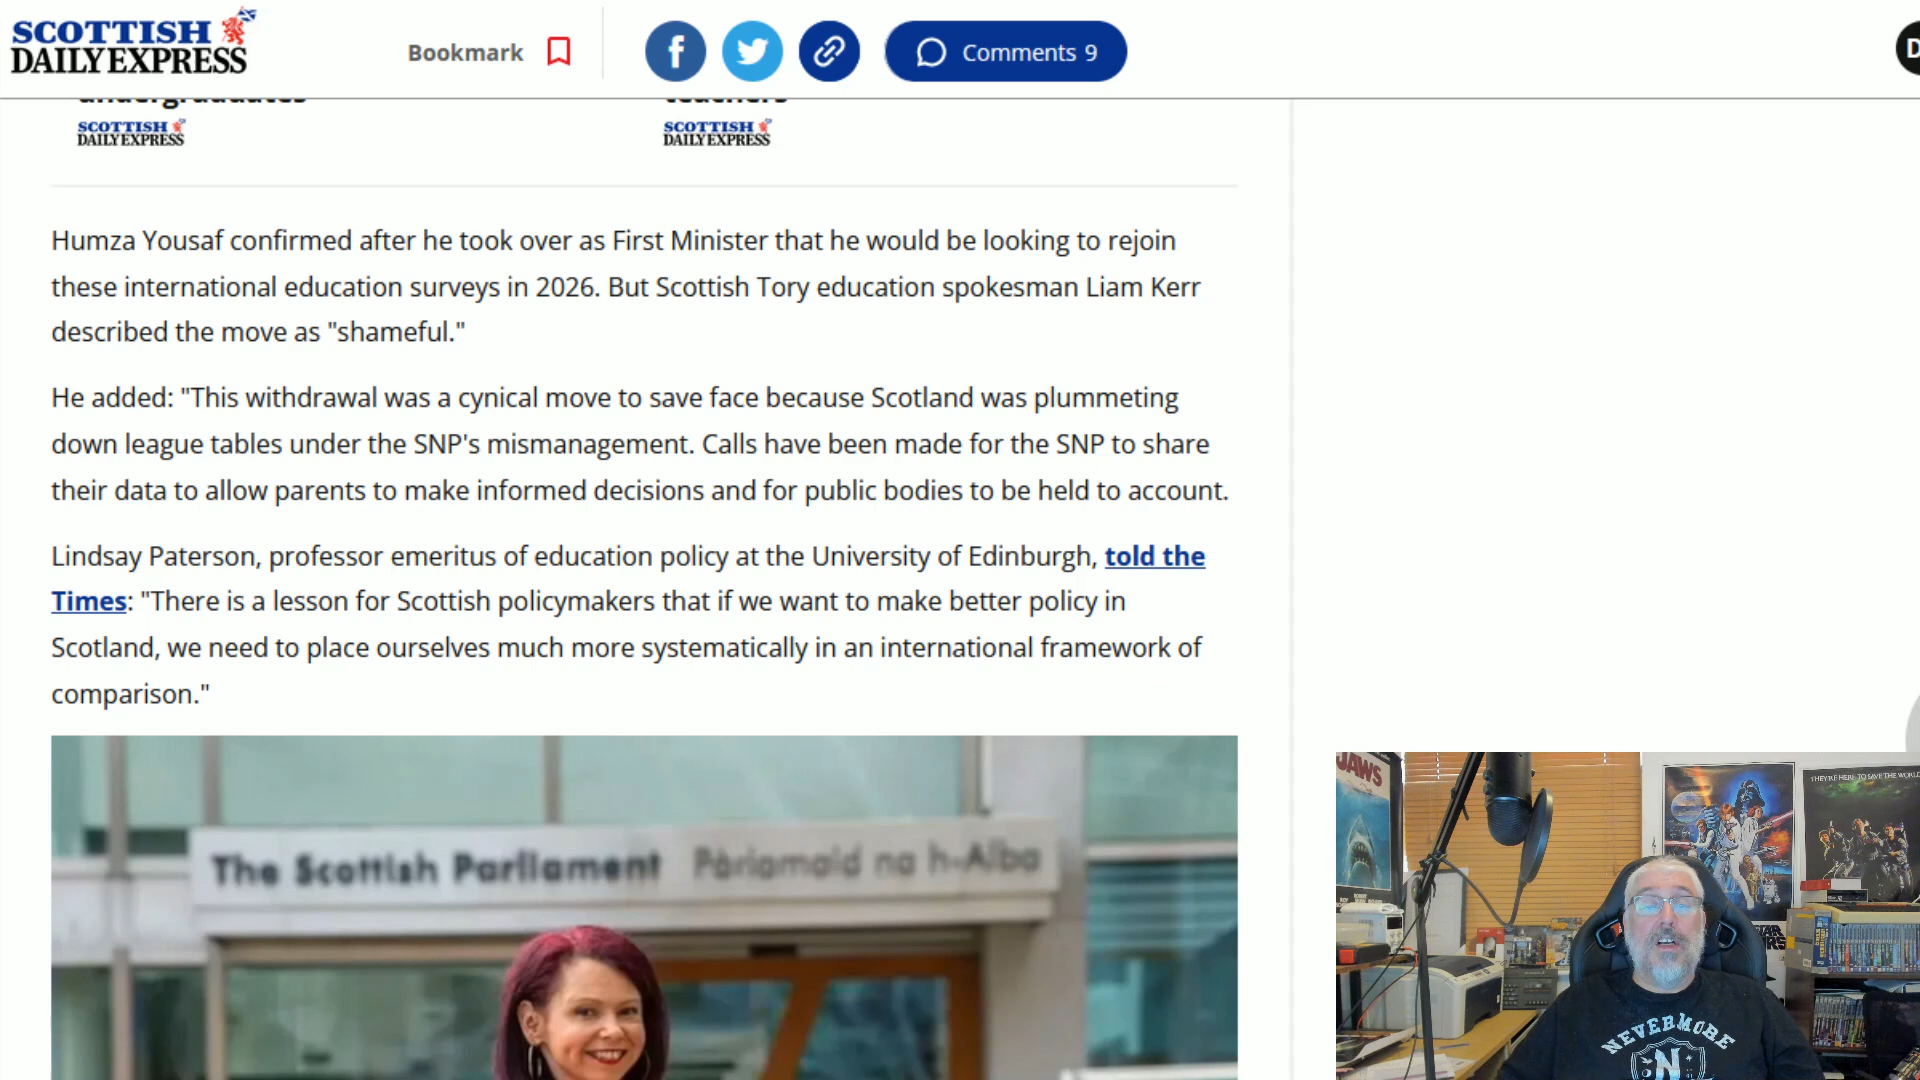 SCOTTISH
DAILY EXPRESS
Bookmark
Comments 9
D
undergraduates
teachers
SCOTTISH
DAILY EXPRESS
SCOTTISH
DAILY EXPRESS
Humza Yousaf confirmed after he took over as First Minister that he would be looking to rejoin
these international education surveys in 2026. But Scottish Tory education spokesman Liam Kerr
described the move as "shameful."
He added: "This withdrawal was a cynical move to save face because Scotland was plummeting
down league tables under the SNP's mismanagement. Calls have been made for the SNP to share
their data to allow parents to make informed decisions and for public bodies to be held to account.
Lindsay Paterson, professor emeritus of education policy at the University of Edinburgh, told the
Times: "There is a lesson for Scottish policymakers that if we want to make better policy in
Scotland, we need to place ourselves much more systematically in an international framework of
comparison."
The Scottish Parliament Pàrlamaid na h-Alba
JAWS
THEY'RE HERE TO SAVE THE WORLD
NEVERMORE
N